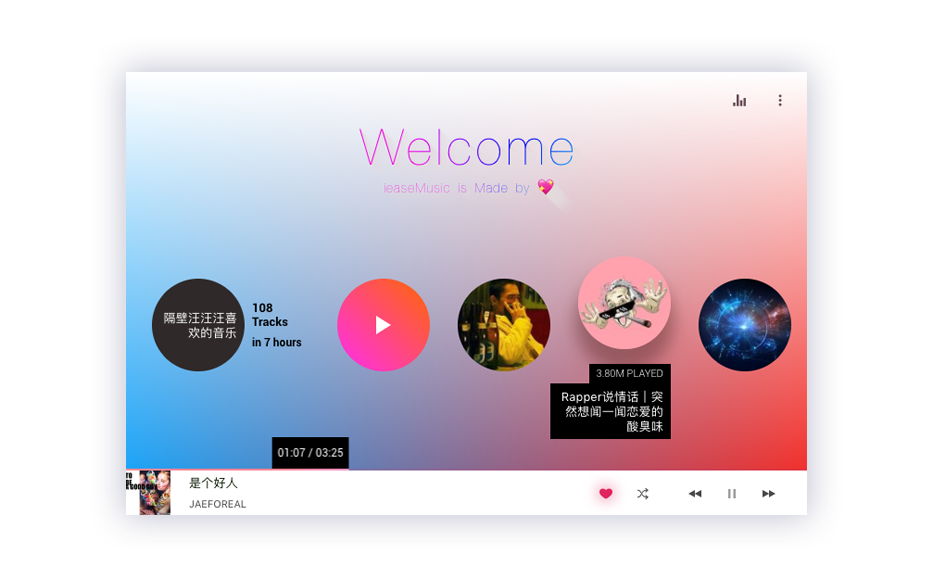 Welcome
ieaseMusic is Made by 💖
隔壁汪汪汪喜
欢的音乐
108
Tracks
in 7 hours
3.80M PLAYED
Rapper说情话丨突
然想闻一闻恋爱的
酸臭味
01:07 / 03:25
是个好人
JAEFOREAL